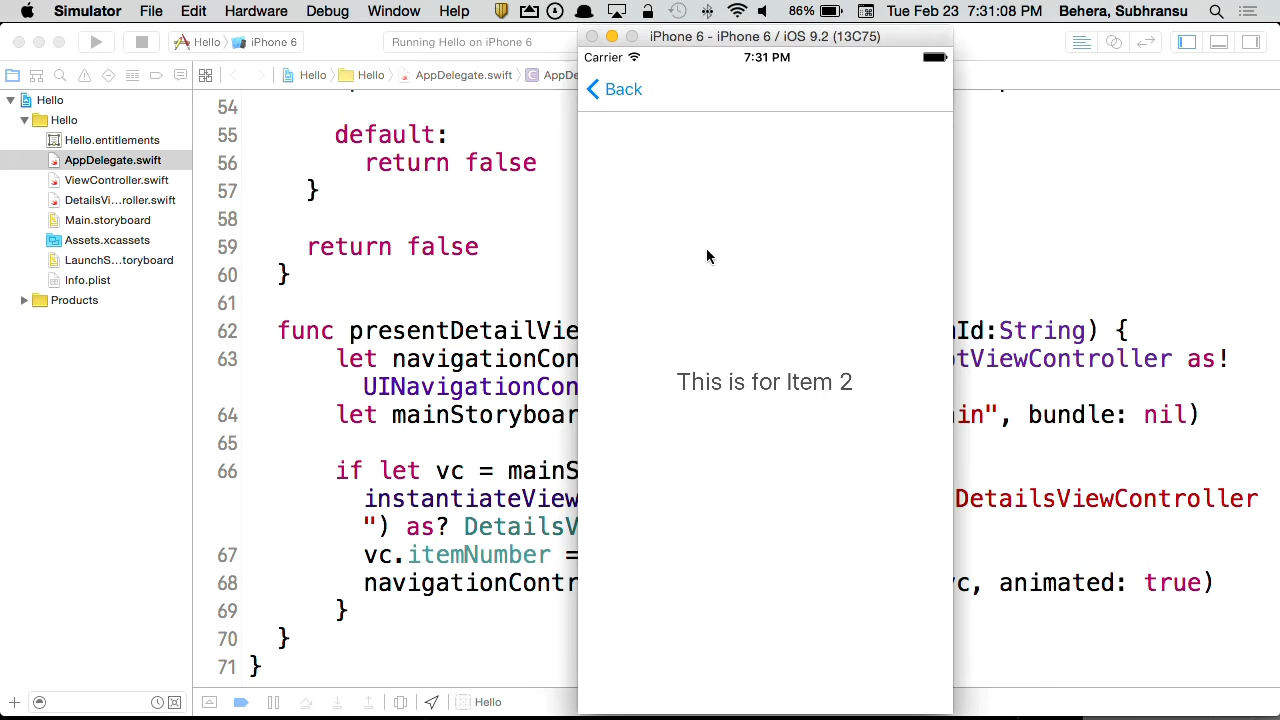 Simulator File Edit Hardware Debug Window Help 86% Tue Feb 23 7:31:08 PM Behera, Subhransu
Hello iPhone 6 Running Hello on iPhone 6
iPhone 6 - iPhone 6 / iOS 9.2 (13C75)
Carrier 7:31 PM
Back
This is for Item 2
Hello Hello AppDelegate.swift C AppDe
Hello
Hello
Hello.entitlements
AppDelegate.swift
ViewController.swift
DetailsVi...roller.swift
Main.storyboard
Assets.xcassets
LaunchS...toryboard
Info.plist
Products
54
55 default:
56 return false
57 }
58
59 return false
60 }
61
62 func presentDetailVie Id:String) {
63 let navigationCon tViewController as!
UINavigationCon
64 let mainStoryboar in", bundle: nil)
65
66 if let vc = mainS
instantiateView DetailsViewController
") as? DetailsV
67 vc.itemNumber =
68 navigationContr c, animated: true)
69 }
70 }
71 }
Hello